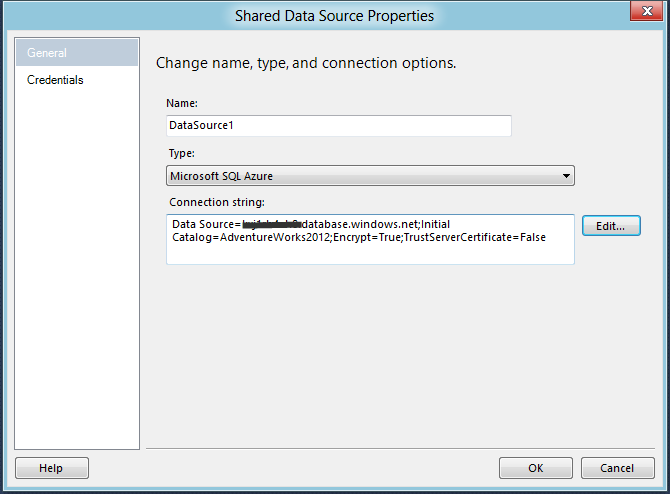 Shared Data Source Properties
General
Credentials
Change name, type, and connection options.
Name:
DataSource1
Type:
Microsoft SQL Azure
Connection string:
Data Source= database.windows.net;Initial
Catalog=AdventureWorks2012;Encrypt=True;TrustServerCertificate=False
Edit...
Help
OK
Cancel